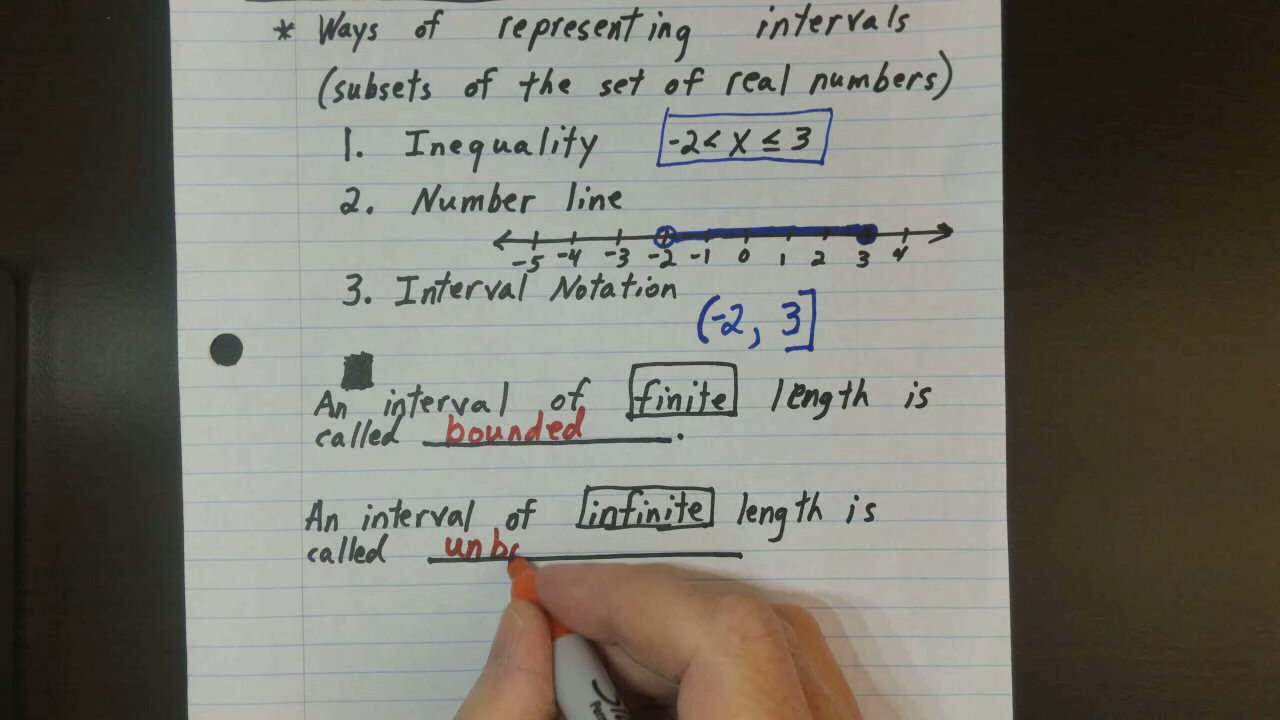 * Ways of representing intervals
(subsets of the set of real numbers)
1. Inequality -2 < x ≤ 3
2. Number line
-5 -4 -3 -2 -1 0 1 2 3 4
3. Interval Notation
(-2, 3]
An interval of finite length is
called bounded.
An interval of infinite length is
called unbo